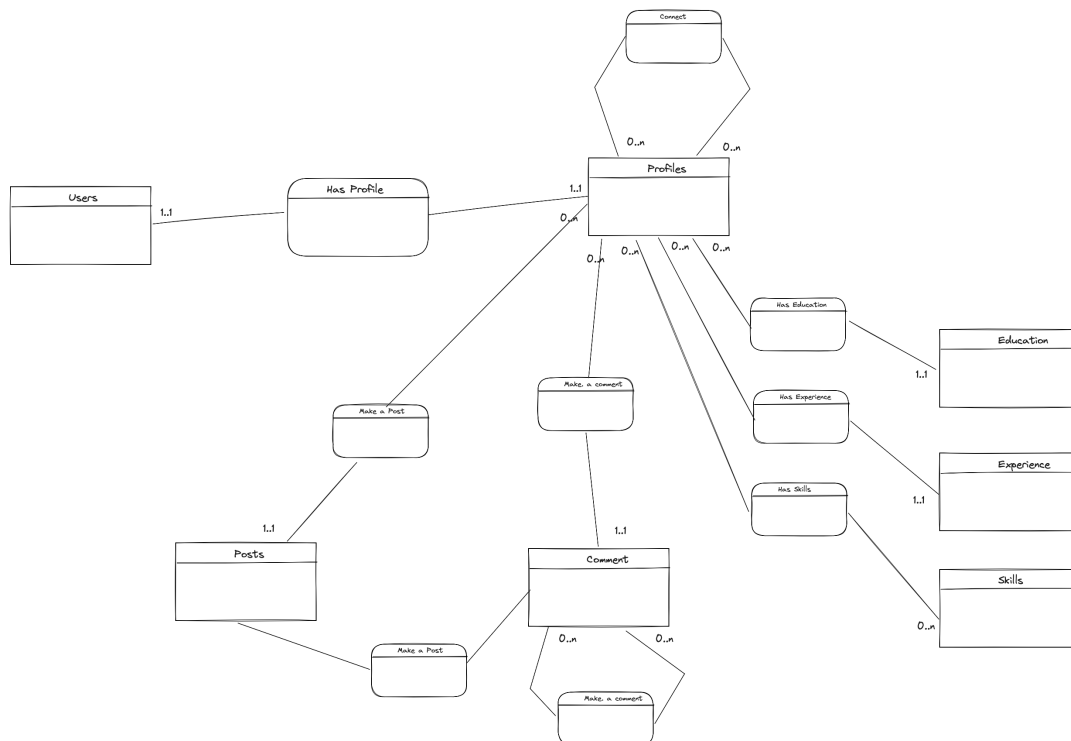 Connect
0..n
0..n
Profiles
Users
Has Profile
1..1
1..1
0..n
0..n
0..n
0..n
0..n
Has Education
Education
1..1
Make a Post
Make. a comment
Has Experience
Experience
1..1
Has Skills
1..1
1..1
Posts
Comment
Skills
0..n
0..n
0..n
Make a Post
Make. a comment